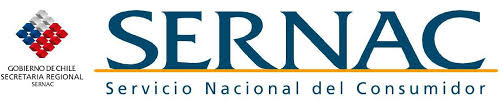 GOBIERNO DE CHILE
SECRETARIA REGIONAL
SERNAC
SERNAC
Servicio Nacional del Consumidor